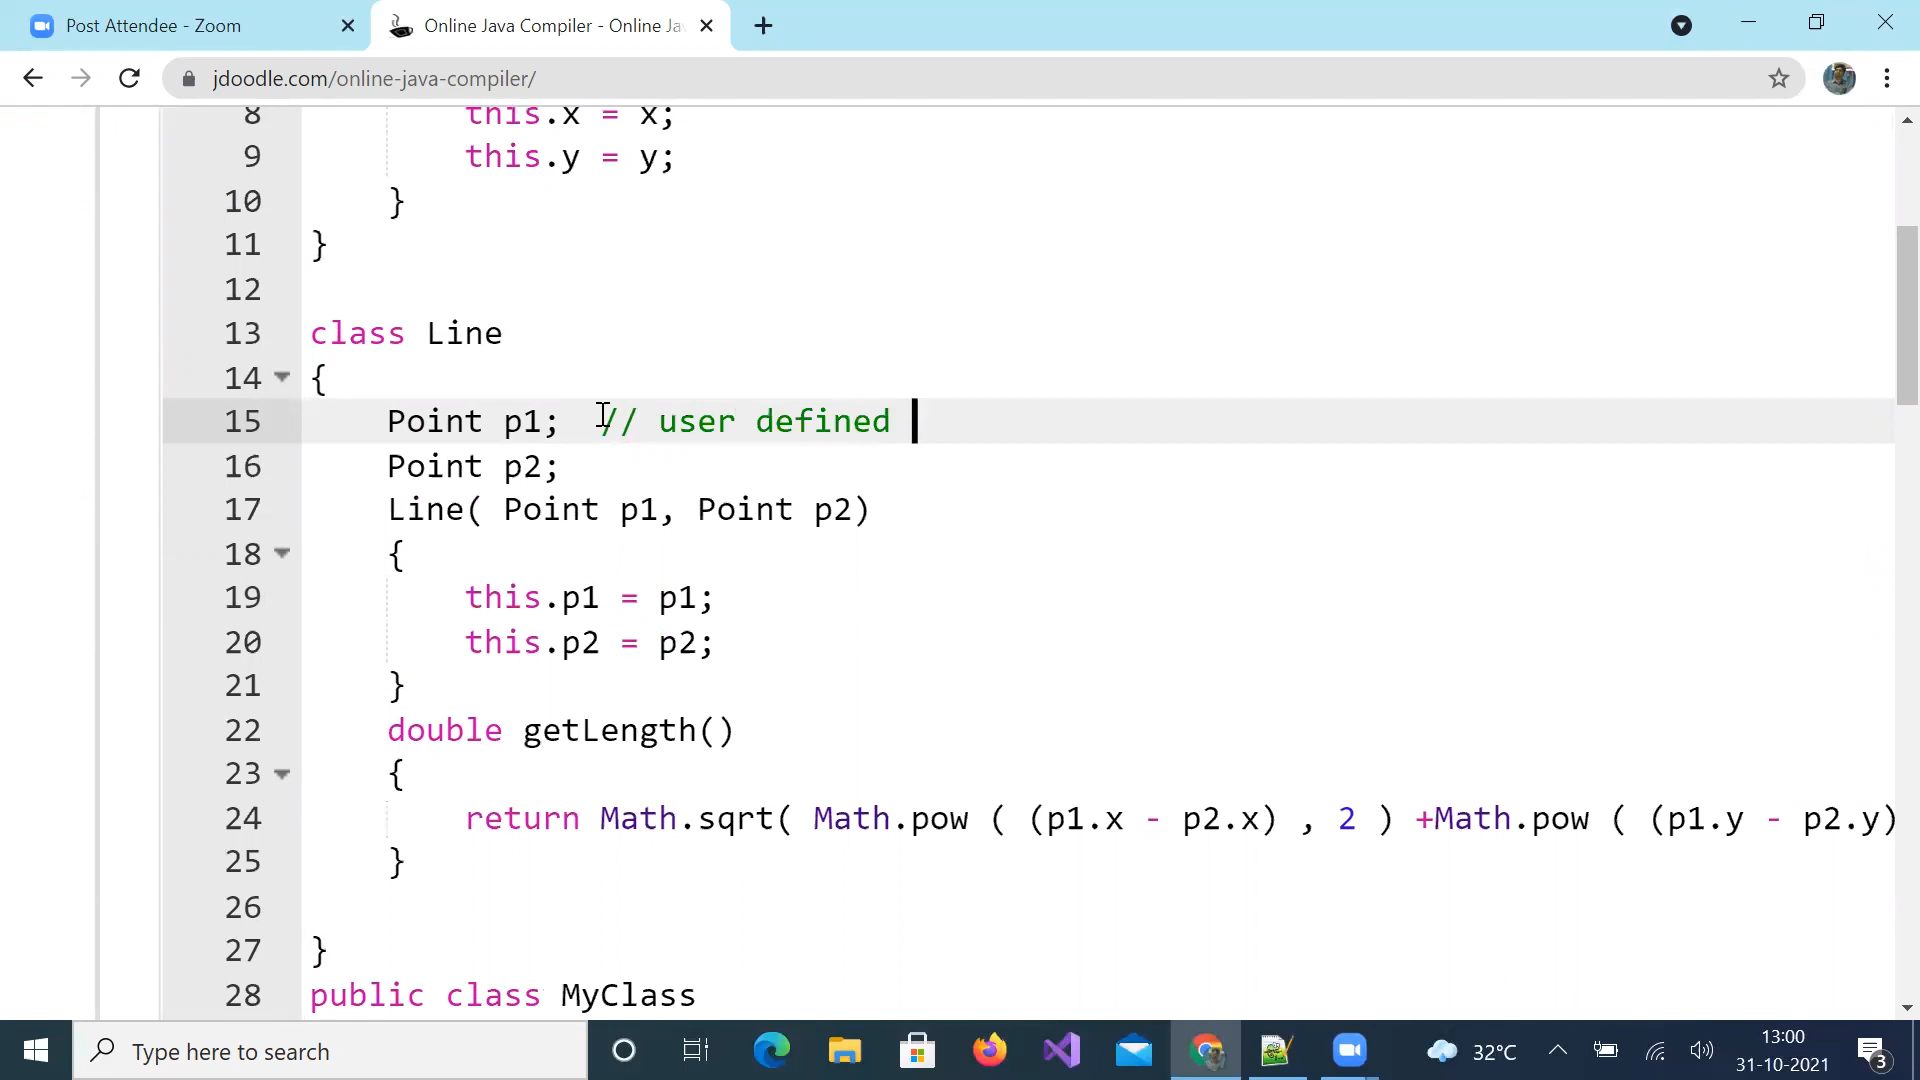 Post Attendee - Zoom
Online Java Compiler - Online Ja
jdoodle.com/online-java-compiler/
8 this.x = x;
9 this.y = y;
10 }
11 }
12
13 class Line
14 {
15 Point p1; // user defined
16 Point p2;
17 Line( Point p1, Point p2)
18 {
19 this.p1 = p1;
20 this.p2 = p2;
21 }
22 double getLength()
23 {
24 return Math.sqrt( Math.pow ( (p1.x - p2.x) , 2 ) +Math.pow ( (p1.y - p2.y)
25 }
26
27 }
28 public class MyClass
Type here to search
32°C
13:00
31-10-2021
3